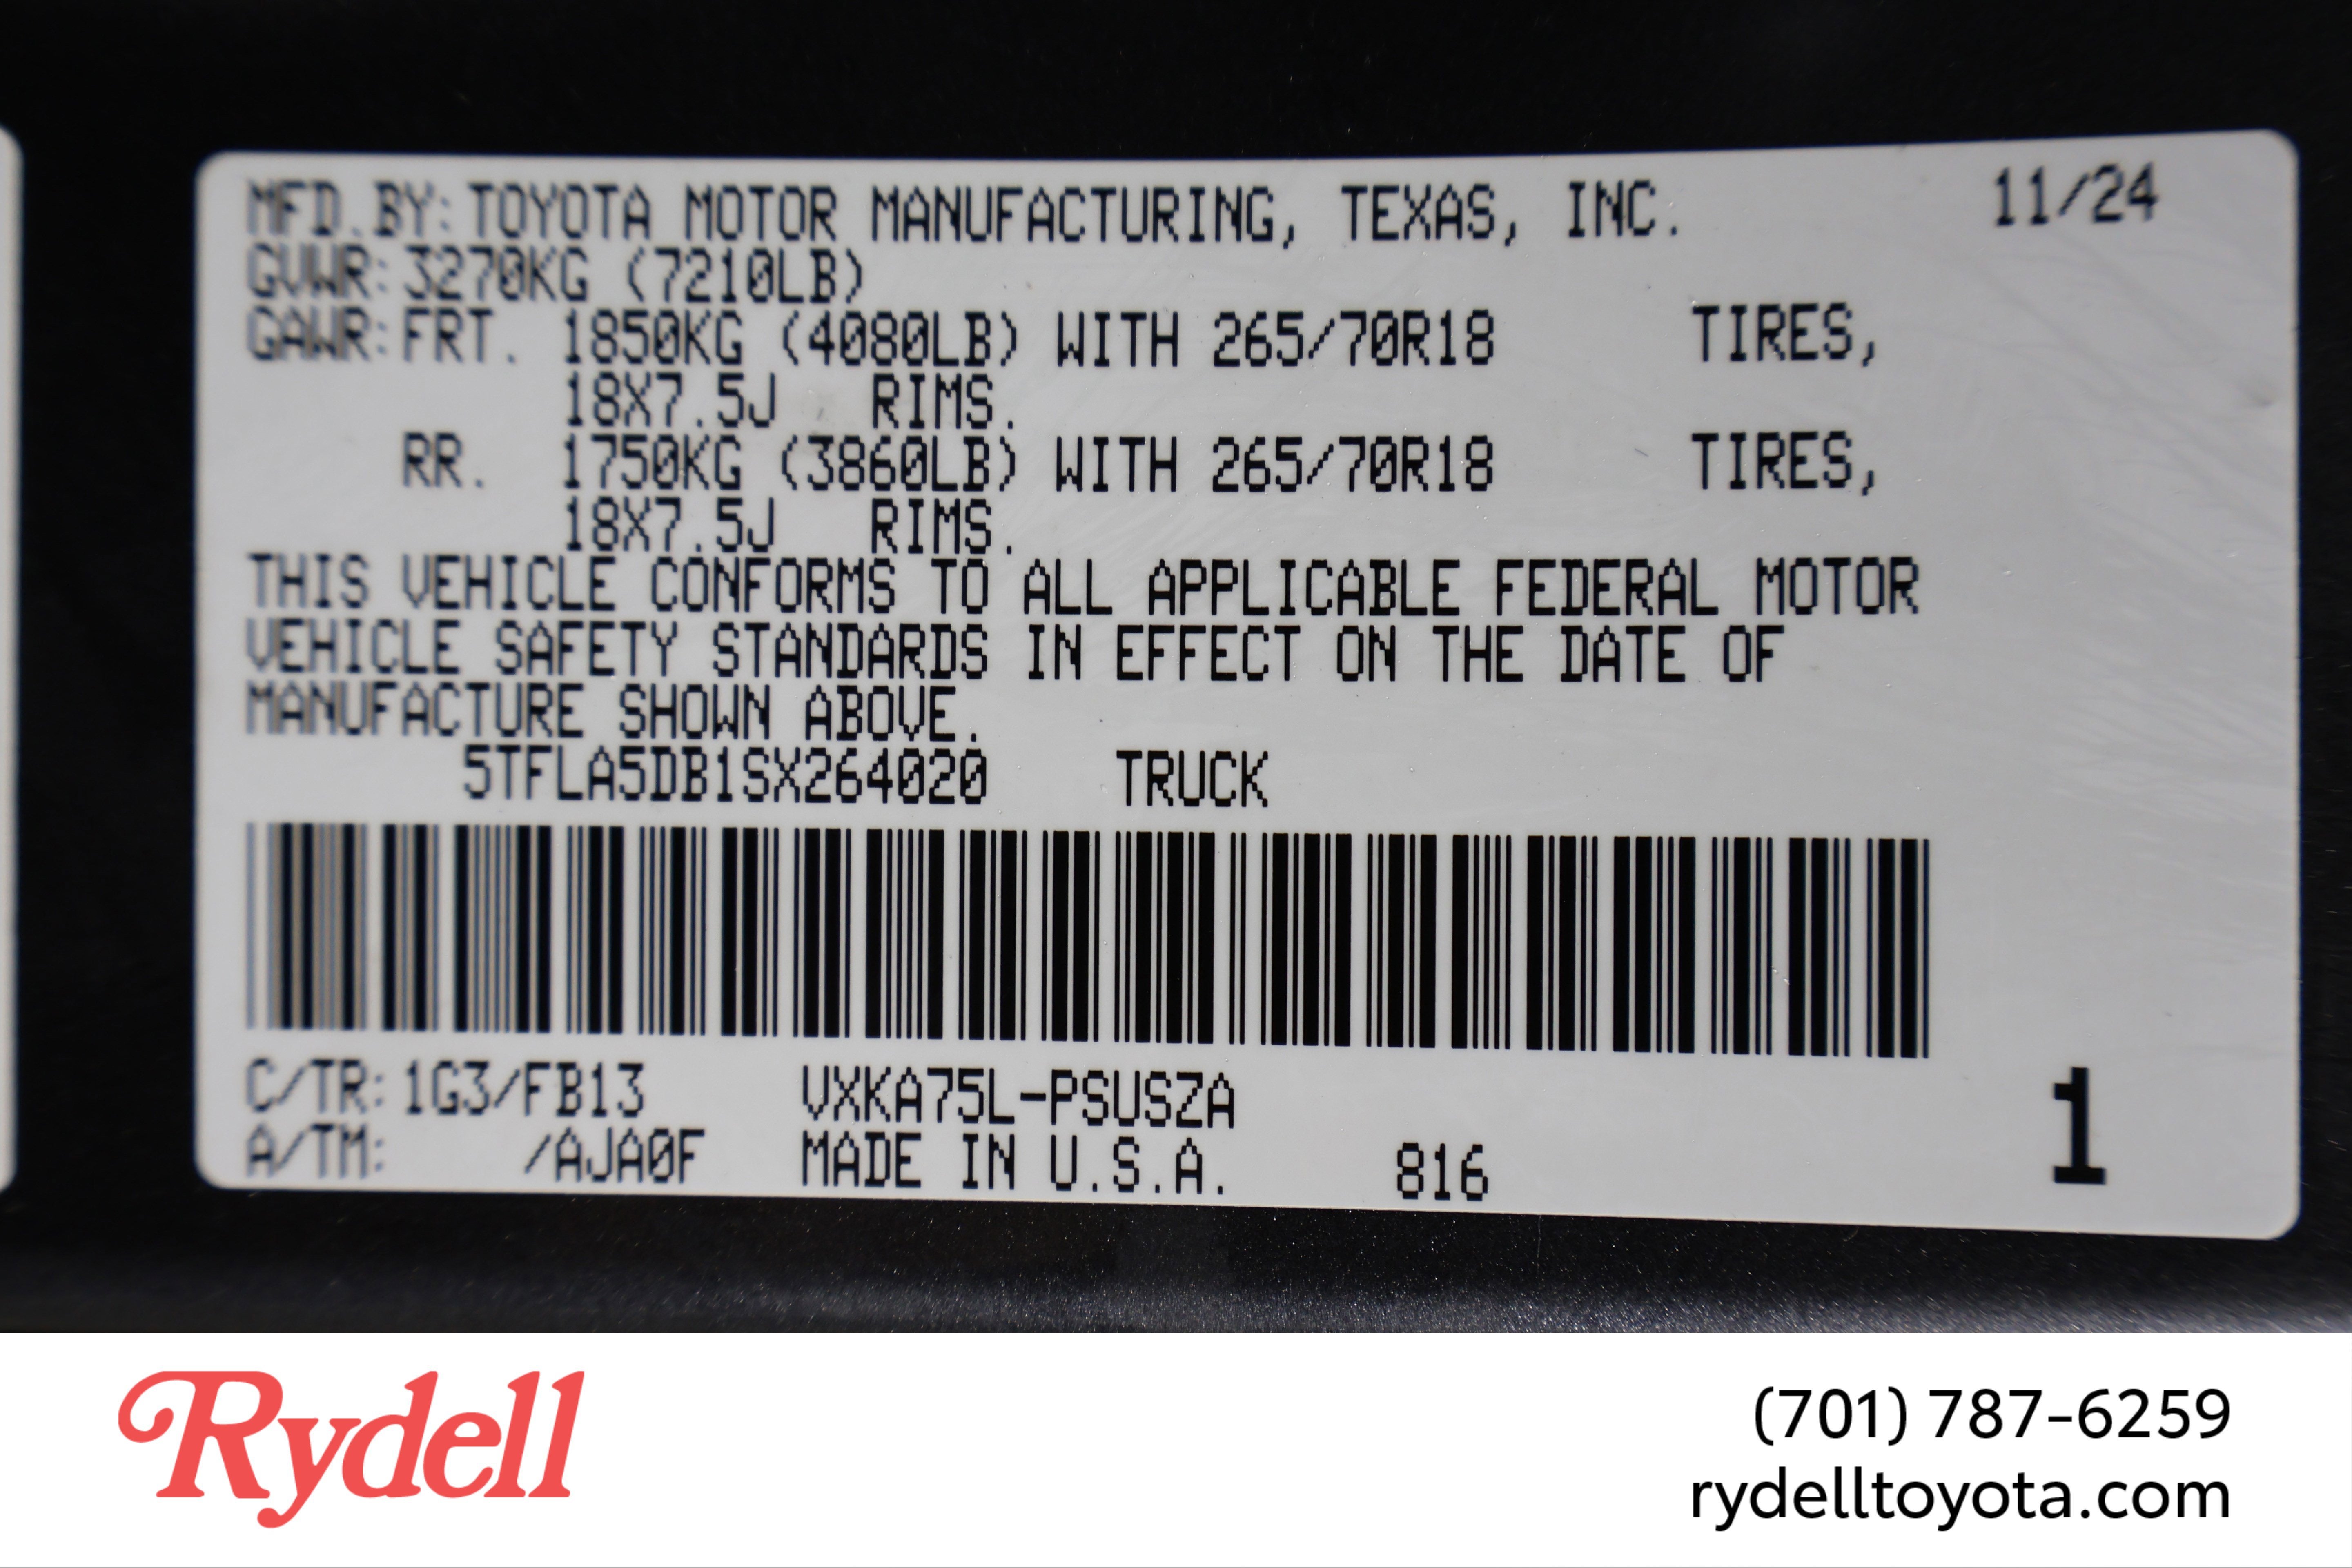 MFD.BY:TOYOTA MOTOR MANUFACTURING, TEXAS, INC. 11/24
GVWR:3270KG (7210LB)
GAWR:FRT. 1850KG (4080LB) WITH 265/70R18 TIRES,
18X7.5J RIMS.
RR. 1750KG (3860LB) WITH 265/70R18 TIRES,
18X7.5J RIMS.
THIS VEHICLE CONFORMS TO ALL APPLICABLE FEDERAL MOTOR
VEHICLE SAFETY STANDARDS IN EFFECT ON THE DATE OF
MANUFACTURE SHOWN ABOVE.
5TFLA5DB1SX264020 TRUCK
C/TR:1G3/FB13 VXKA75L-PSUSZA
A/TM: /AJA0F MADE IN U.S.A. 816
1
Rydell
(701) 787-6259
rydelltoyota.com